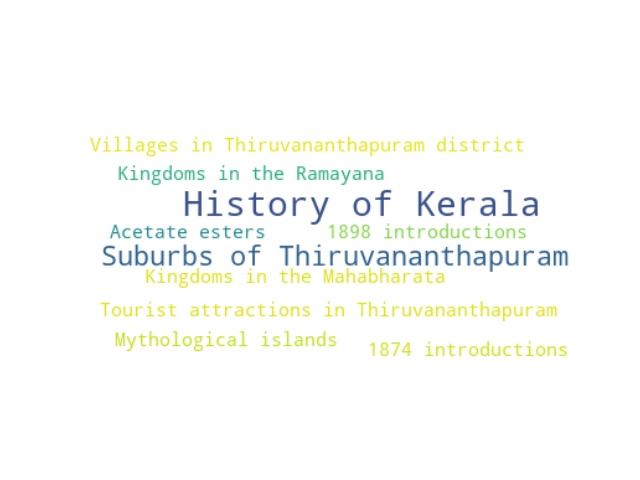 Villages in Thiruvananthapuram district
Kingdoms in the Ramayana
History of Kerala
Acetate esters
1898 introductions
Suburbs of Thiruvananthapuram
Kingdoms in the Mahabharata
Tourist attractions in Thiruvananthapuram
Mythological islands
1874 introductions